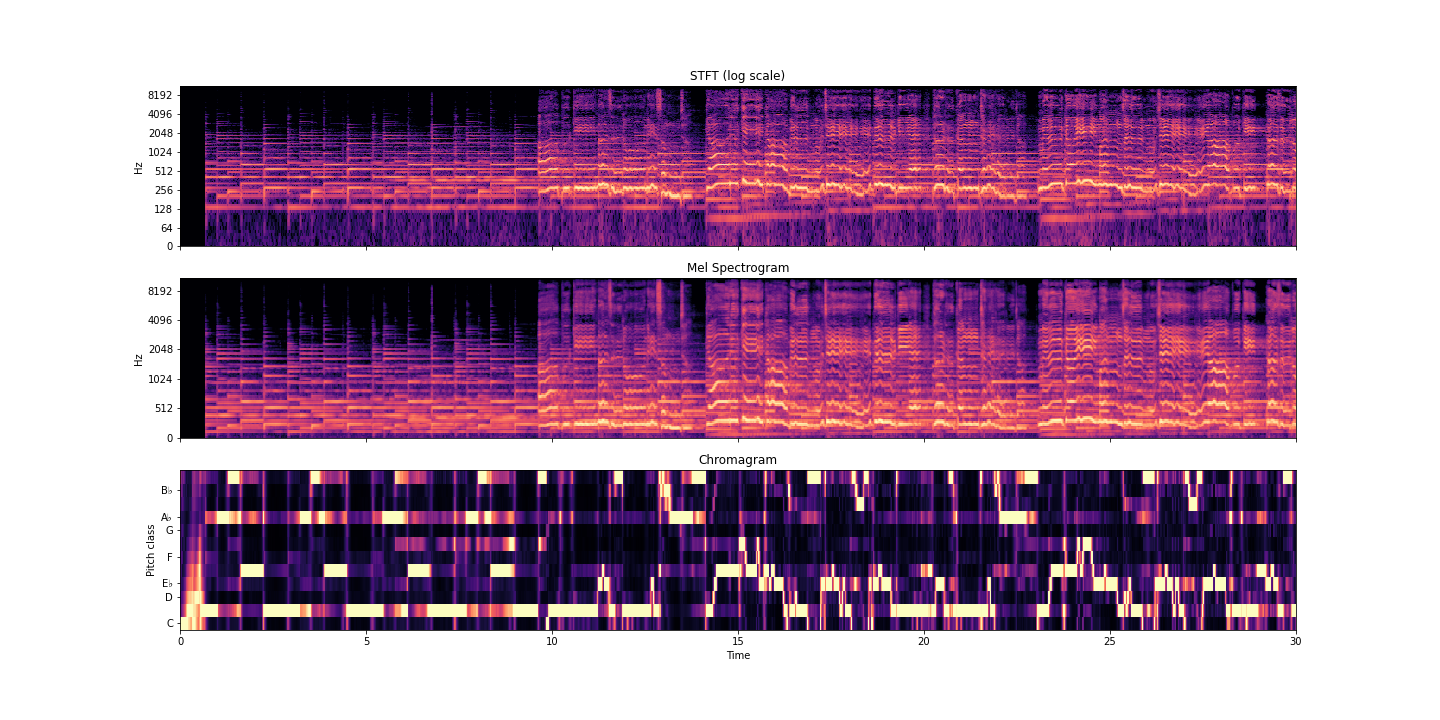 STFT (log scale)
8192
4096
2048
1024
512
256
128
64
0
Hz
Mel Spectrogram
8192
4096
2048
1024
512
0
Hz
Chromagram
B♭
A♭
G
F
E♭
D
C
Pitch class
0 5 10 15 20 25 30
Time